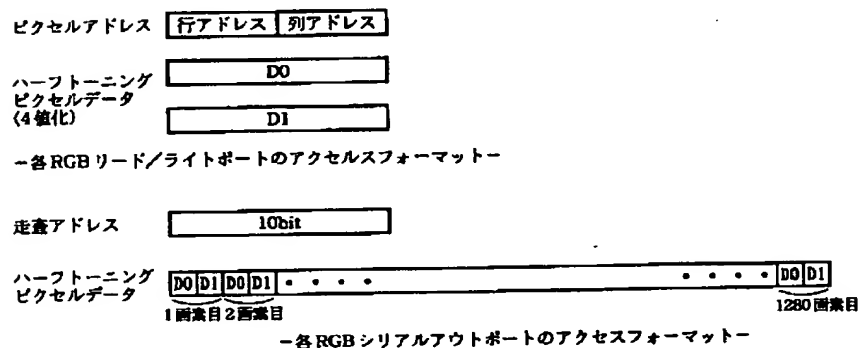 ピクセルアドレス 行アドレス 列アドレス
ハーフトーニング
ピクセルデータ
(4値化)
D0
D1
ー各RGBリード/ライトポートのアクセルスフォーマットー
走査アドレス 10bit
ハーフトーニング
ピクセルデータ
D0 D1 D0 D1 ・ ・ ・ ・ ・ ・ ・ ・ D0 D1
1画素目 2画素目 1280画素目
ー各RGBシリアルアウトポートのアクセスフォーマットー